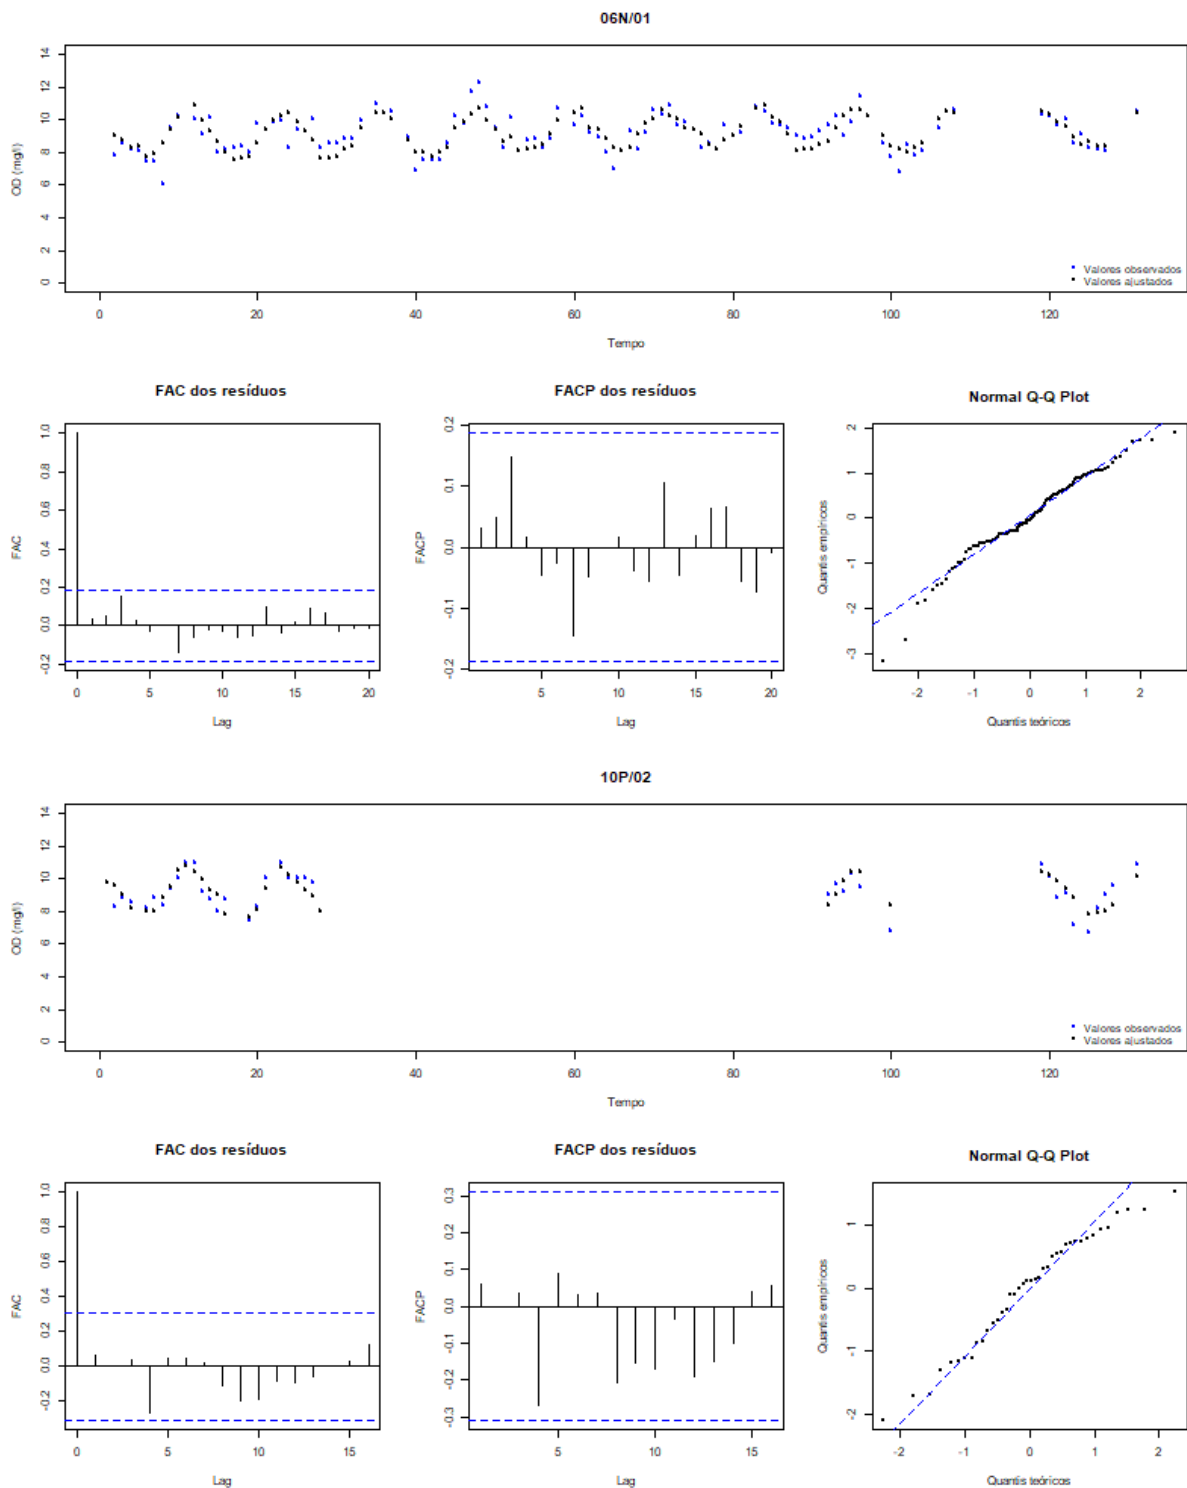 06N/01
14
12
10
8
6
4
2
0
OD (mg/l)
Valores observados
Valores ajustados
0 20 40 60 80 100 120
Tempo
FAC dos resíduos FACP dos resíduos Normal Q-Q Plot
1.0
0.8
0.6
0.4
0.2
0.0
-0.2
FAC
0 5 10 15 20
Lag
0.2
0.1
0.0
-0.1
-0.2
FACP
5 10 15 20
Lag
2
1
0
-1
-2
-3
Quantis empíricos
-2 -1 0 1 2
Quantis teóricos
10P/02
14
12
10
8
6
4
2
0
OD (mg/l)
Valores observados
Valores ajustados
0 20 40 60 80 100 120
Tempo
FAC dos resíduos FACP dos resíduos Normal Q-Q Plot
1.0
0.8
0.6
0.4
0.2
0.0
-0.2
FAC
0 5 10 15
Lag
0.3
0.2
0.1
0.0
-0.1
-0.2
-0.3
FACP
5 10 15
Lag
1
0
-1
-2
Quantis empíricos
-2 -1 0 1 2
Quantis teóricos